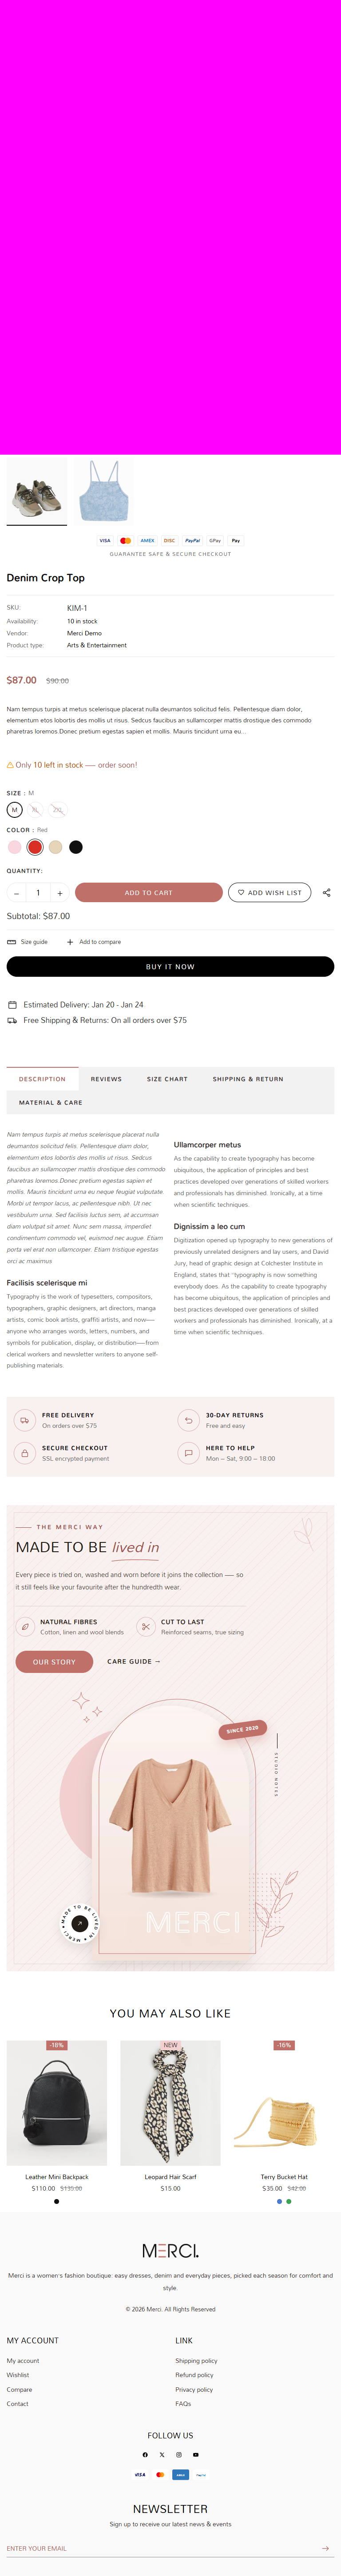 VISA AMEX DISC PayPal GPay Pay
GUARANTEE SAFE & SECURE CHECKOUT
Denim Crop Top
SKU: KIM-1
Availability: 10 in stock
Vendor: Merci Demo
Product type: Arts & Entertainment
$87.00 $90.00
Nam tempus turpis at metus scelerisque placerat nulla deumantos solicitud felis. Pellentesque diam dolor,
elementum etos lobortis des mollis ut risus. Sedcus faucibus an sullamcorper mattis drostique des commodo
pharetras loremos.Donec pretium egestas sapien et mollis. Mauris tincidunt urna eu...
Only 10 left in stock — order soon!
SIZE : M
M XL 2XL
COLOR : Red
QUANTITY:
– 1 + ADD TO CART ADD WISH LIST
Subtotal: $87.00
Size guide Add to compare
BUY IT NOW
Estimated Delivery: Jan 20 - Jan 24
Free Shipping & Returns: On all orders over $75
DESCRIPTION REVIEWS SIZE CHART SHIPPING & RETURN
MATERIAL & CARE
Nam tempus turpis at metus scelerisque placerat nulla
deumantos solicitud felis. Pellentesque diam dolor,
elementum etos lobortis des mollis ut risus. Sedcus
faucibus an sullamcorper mattis drostique des commodo
pharetras loremos.Donec pretium egestas sapien et
mollis. Mauris tincidunt urna eu neque feugiat vulputate.
Morbi ut tempor lacus, ac pellentesque nibh. Ut nec
vestibulum urna. Sed facilisis luctus sem, at accumsan
diam volutpat sit amet. Nunc sem massa, imperdiet
condimentum commodo vel, euismod nec augue. Etiam
porta vel erat non ullamcorper. Etiam tristique egestas
orci ac maximus
Facilisis scelerisque mi
Typography is the work of typesetters, compositors,
typographers, graphic designers, art directors, manga
artists, comic book artists, graffiti artists, and now—
anyone who arranges words, letters, numbers, and
symbols for publication, display, or distribution—from
clerical workers and newsletter writers to anyone self-
publishing materials.
Ullamcorper metus
As the capability to create typography has become
ubiquitous, the application of principles and best
practices developed over generations of skilled workers
and professionals has diminished. Ironically, at a time
when scientific techniques.
Dignissim a leo cum
Digitization opened up typography to new generations of
previously unrelated designers and lay users, and David
Jury, head of graphic design at Colchester Institute in
England, states that “typography is now something
everybody does. As the capability to create typography
has become ubiquitous, the application of principles and
best practices developed over generations of skilled
workers and professionals has diminished. Ironically, at a
time when scientific techniques.
FREE DELIVERY
On orders over $75
30-DAY RETURNS
Free and easy
SECURE CHECKOUT
SSL encrypted payment
HERE TO HELP
Mon – Sat, 9:00 – 18:00
THE MERCI WAY
MADE TO BE lived in
Every piece is tried on, washed and worn before it joins the collection — so
it still feels like your favourite after the hundredth wear.
NATURAL FIBRES
Cotton, linen and wool blends
CUT TO LAST
Reinforced seams, true sizing
OUR STORY CARE GUIDE →
SINCE 2020
STUDIO NOTES
MERCI
MADE TO BE LIVED IN • MERCI •
YOU MAY ALSO LIKE
-18% NEW -16%
Leather Mini Backpack Leopard Hair Scarf Terry Bucket Hat
$110.00 $135.00 $15.00 $35.00 $42.00
MERCI.
Merci is a women's fashion boutique: easy dresses, denim and everyday pieces, picked each season for comfort and
style.
© 2026 Merci. All Rights Reserved
MY ACCOUNT
My account
Wishlist
Compare
Contact
LINK
Shipping policy
Refund policy
Privacy policy
FAQs
FOLLOW US
VISA AMEX PayPal
NEWSLETTER
Sign up to receive our latest news & events
ENTER YOUR EMAIL